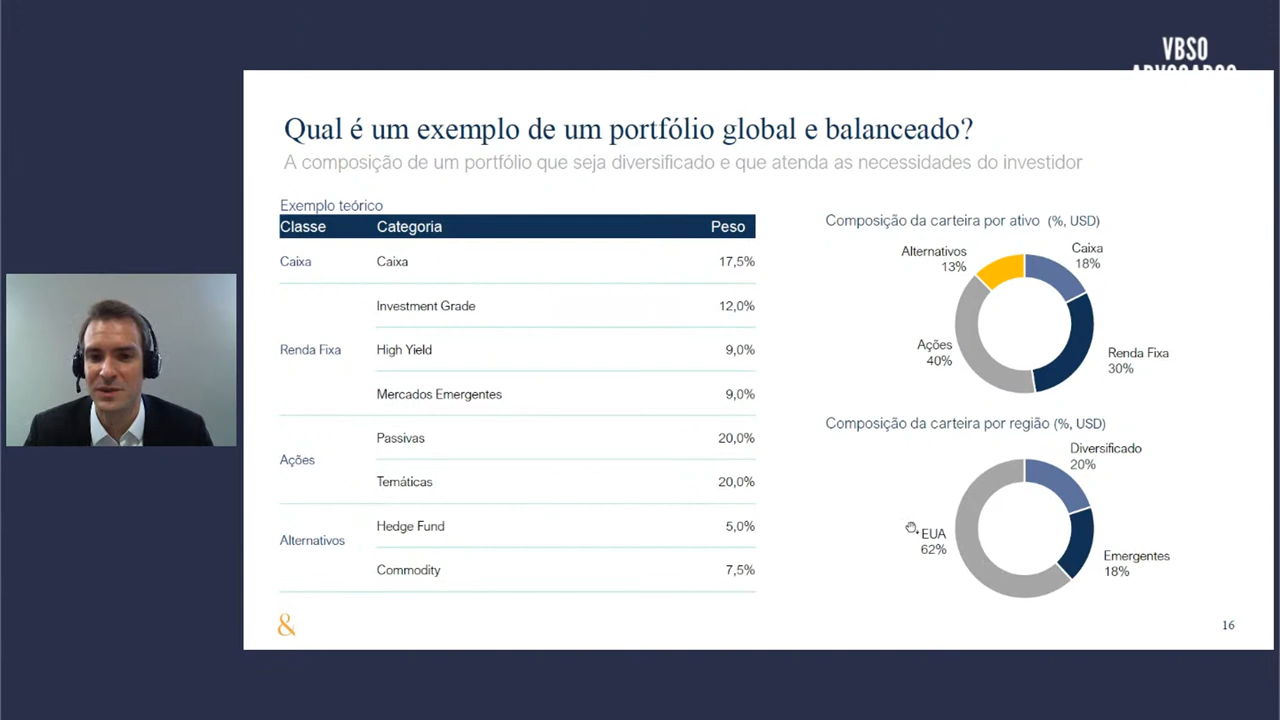 VBSO
ADVOGADOS
Qual é um exemplo de um portfólio global e balanceado?
A composição de um portfólio que seja diversificado e que atenda as necessidades do investidor
Exemplo teórico
Classe Categoria Peso
Caixa Caixa 17,5%
Investment Grade 12,0%
Renda Fixa High Yield 9,0%
Mercados Emergentes 9,0%
Passivas 20,0%
Ações
Temáticas 20,0%
Hedge Fund 5,0%
Alternativos
Commodity 7,5%
Composição da carteira por ativo (%, USD)
Alternativos
13%
Caixa
18%
Ações
40%
Renda Fixa
30%
Composição da carteira por região (%, USD)
Diversificado
20%
EUA
62%
Emergentes
18%
&
16